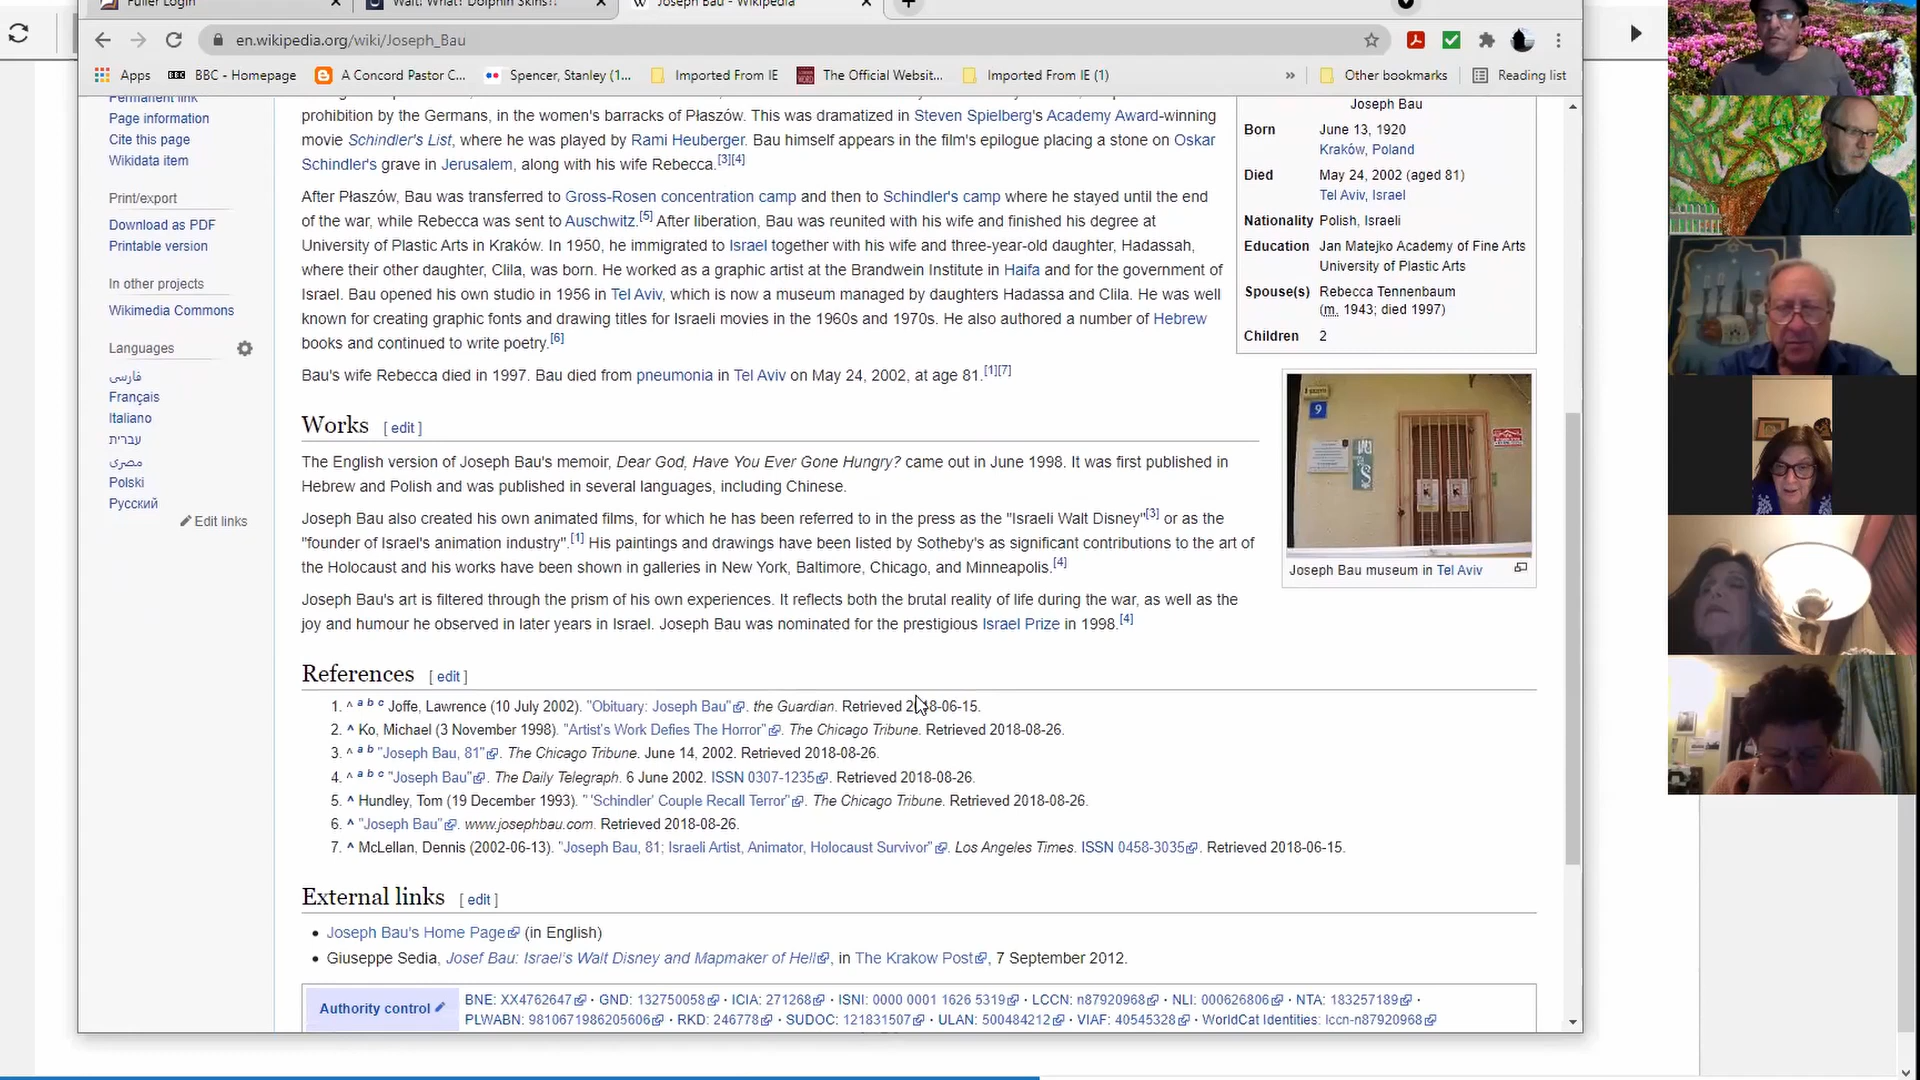 Fuller Login
Wait! What? Dolphin Skins?!
Joseph Bau - Wikipedia
en.wikipedia.org/wiki/Joseph_Bau
Apps
BBC - Homepage
A Concord Pastor C...
Spencer, Stanley (1...
Imported From IE
The Official Websit...
Imported From IE (1)
»
Other bookmarks
Reading list
Permanent link
Page information
Cite this page
Wikidata item
Print/export
Download as PDF
Printable version
In other projects
Wikimedia Commons
Languages
فارسی
Français
Italiano
עברית
مصرى
Polski
Русский
Edit links
prohibition by the Germans, in the women's barracks of Płaszów. This was dramatized in Steven Spielberg's Academy Award-winning
movie Schindler's List, where he was played by Rami Heuberger. Bau himself appears in the film's epilogue placing a stone on Oskar
Schindler's grave in Jerusalem, along with his wife Rebecca.[3][4]
After Płaszów, Bau was transferred to Gross-Rosen concentration camp and then to Schindler's camp where he stayed until the end
of the war, while Rebecca was sent to Auschwitz.[5] After liberation, Bau was reunited with his wife and finished his degree at
University of Plastic Arts in Kraków. In 1950, he immigrated to Israel together with his wife and three-year-old daughter, Hadassah,
where their other daughter, Clila, was born. He worked as a graphic artist at the Brandwein Institute in Haifa and for the government of
Israel. Bau opened his own studio in 1956 in Tel Aviv, which is now a museum managed by daughters Hadassa and Clila. He was well
known for creating graphic fonts and drawing titles for Israeli movies in the 1960s and 1970s. He also authored a number of Hebrew
books and continued to write poetry.[6]
Bau's wife Rebecca died in 1997. Bau died from pneumonia in Tel Aviv on May 24, 2002, at age 81.[1][7]
Joseph Bau
Born June 13, 1920
Kraków, Poland
Died May 24, 2002 (aged 81)
Tel Aviv, Israel
Nationality Polish, Israeli
Education Jan Matejko Academy of Fine Arts
University of Plastic Arts
Spouse(s) Rebecca Tennenbaum
(m. 1943; died 1997)
Children 2
9
Joseph Bau museum in Tel Aviv
Works [ edit ]
The English version of Joseph Bau's memoir, Dear God, Have You Ever Gone Hungry? came out in June 1998. It was first published in
Hebrew and Polish and was published in several languages, including Chinese.
Joseph Bau also created his own animated films, for which he has been referred to in the press as the "Israeli Walt Disney"[3] or as the
"founder of Israel's animation industry".[1] His paintings and drawings have been listed by Sotheby's as significant contributions to the art of
the Holocaust and his works have been shown in galleries in New York, Baltimore, Chicago, and Minneapolis.[4]
Joseph Bau's art is filtered through the prism of his own experiences. It reflects both the brutal reality of life during the war, as well as the
joy and humour he observed in later years in Israel. Joseph Bau was nominated for the prestigious Israel Prize in 1998.[4]
References [ edit ]
1. ^ a b c Joffe, Lawrence (10 July 2002). "Obituary: Joseph Bau". the Guardian. Retrieved 2018-06-15.
2. ^ Ko, Michael (3 November 1998). "Artist's Work Defies The Horror". The Chicago Tribune. Retrieved 2018-08-26.
3. ^ a b "Joseph Bau, 81". The Chicago Tribune. June 14, 2002. Retrieved 2018-08-26.
4. ^ a b c "Joseph Bau". The Daily Telegraph. 6 June 2002. ISSN 0307-1235. Retrieved 2018-08-26.
5. ^ Hundley, Tom (19 December 1993). "'Schindler' Couple Recall Terror". The Chicago Tribune. Retrieved 2018-08-26.
6. ^ "Joseph Bau". www.josephbau.com. Retrieved 2018-08-26.
7. ^ McLellan, Dennis (2002-06-13). "Joseph Bau, 81; Israeli Artist, Animator, Holocaust Survivor". Los Angeles Times. ISSN 0458-3035. Retrieved 2018-06-15.
External links [ edit ]
• Joseph Bau's Home Page (in English)
• Giuseppe Sedia, Josef Bau: Israel's Walt Disney and Mapmaker of Hell, in The Krakow Post, 7 September 2012.
Authority control
BNE: XX4762647 · GND: 132750058 · ICIA: 271268 · ISNI: 0000 0001 1626 5319 · LCCN: n87920968 · NLI: 000626806 · NTA: 183257189 ·
PLWABN: 9810671986205606 · RKD: 246778 · SUDOC: 121831507 · ULAN: 500484212 · VIAF: 40545328 · WorldCat Identities: lccn-n87920968